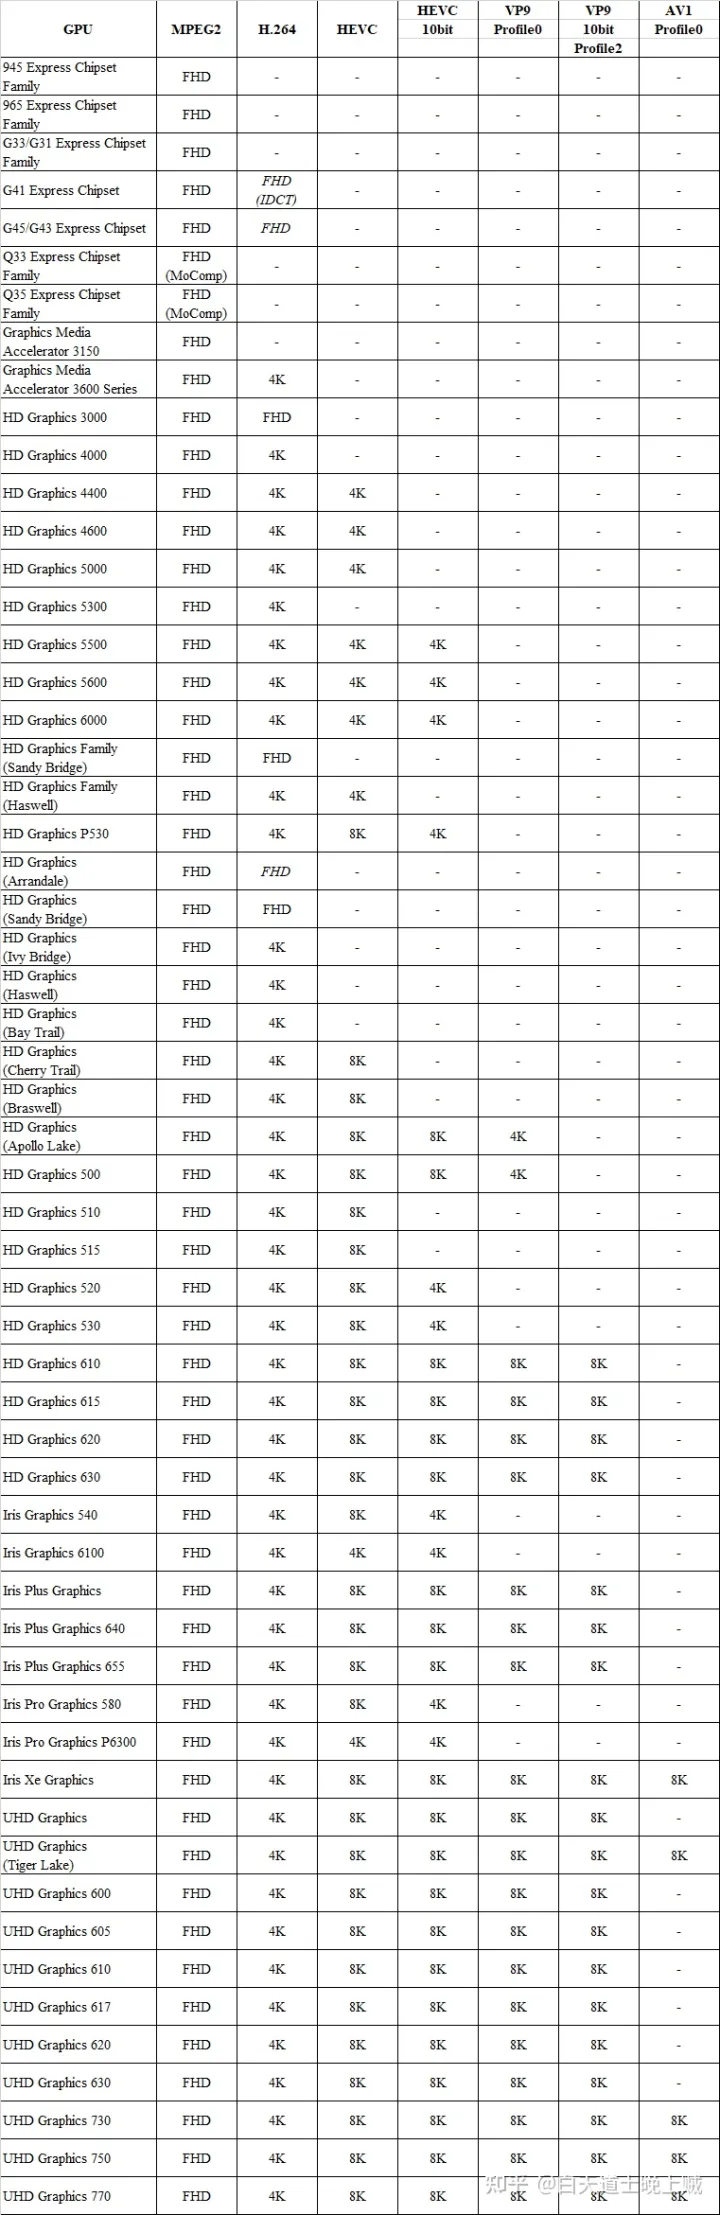 GPU MPEG2 H.264 HEVC HEVC 10bit VP9 Profile0 VP9 10bit Profile2 AV1 Profile0
945 Express Chipset Family FHD - - - - - -
965 Express Chipset Family FHD - - - - - -
G33/G31 Express Chipset Family FHD - - - - - -
G41 Express Chipset FHD FHD (IDCT) - - - - -
G45/G43 Express Chipset FHD FHD - - - - -
Q33 Express Chipset Family FHD (MoComp) - - - - - -
Q35 Express Chipset Family FHD (MoComp) - - - - - -
Graphics Media Accelerator 3150 FHD - - - - - -
Graphics Media Accelerator 3600 Series FHD 4K - - - - -
HD Graphics 3000 FHD FHD - - - - -
HD Graphics 4000 FHD 4K - - - - -
HD Graphics 4400 FHD 4K 4K - - - -
HD Graphics 4600 FHD 4K 4K - - - -
HD Graphics 5000 FHD 4K 4K - - - -
HD Graphics 5300 FHD 4K - - - - -
HD Graphics 5500 FHD 4K 4K 4K - - -
HD Graphics 5600 FHD 4K 4K 4K - - -
HD Graphics 6000 FHD 4K 4K 4K - - -
HD Graphics Family (Sandy Bridge) FHD FHD - - - - -
HD Graphics Family (Haswell) FHD 4K 4K - - - -
HD Graphics P530 FHD 4K 8K 4K - - -
HD Graphics (Arrandale) FHD FHD - - - - -
HD Graphics (Sandy Bridge) FHD FHD - - - - -
HD Graphics (Ivy Bridge) FHD 4K - - - - -
HD Graphics (Haswell) FHD 4K - - - - -
HD Graphics (Bay Trail) FHD 4K - - - - -
HD Graphics (Cherry Trail) FHD 4K 8K - - - -
HD Graphics (Braswell) FHD 4K 8K - - - -
HD Graphics (Apollo Lake) FHD 4K 8K 8K 4K - -
HD Graphics 500 FHD 4K 8K 8K 4K - -
HD Graphics 510 FHD 4K 8K - - - -
HD Graphics 515 FHD 4K 8K - - - -
HD Graphics 520 FHD 4K 8K 4K - - -
HD Graphics 530 FHD 4K 8K 4K - - -
HD Graphics 610 FHD 4K 8K 8K 8K 8K -
HD Graphics 615 FHD 4K 8K 8K 8K 8K -
HD Graphics 620 FHD 4K 8K 8K 8K 8K -
HD Graphics 630 FHD 4K 8K 8K 8K 8K -
Iris Graphics 540 FHD 4K 8K 4K - - -
Iris Graphics 6100 FHD 4K 4K 4K - - -
Iris Plus Graphics FHD 4K 8K 8K 8K 8K -
Iris Plus Graphics 640 FHD 4K 8K 8K 8K 8K -
Iris Plus Graphics 655 FHD 4K 8K 8K 8K 8K -
Iris Pro Graphics 580 FHD 4K 8K 4K - - -
Iris Pro Graphics P6300 FHD 4K 4K 4K - - -
Iris Xe Graphics FHD 4K 8K 8K 8K 8K 8K
UHD Graphics FHD 4K 8K 8K 8K 8K -
UHD Graphics (Tiger Lake) FHD 4K 8K 8K 8K 8K 8K
UHD Graphics 600 FHD 4K 8K 8K 8K 8K -
UHD Graphics 605 FHD 4K 8K 8K 8K 8K -
UHD Graphics 610 FHD 4K 8K 8K 8K 8K -
UHD Graphics 617 FHD 4K 8K 8K 8K 8K -
UHD Graphics 620 FHD 4K 8K 8K 8K 8K -
UHD Graphics 630 FHD 4K 8K 8K 8K 8K -
UHD Graphics 730 FHD 4K 8K 8K 8K 8K 8K
UHD Graphics 750 FHD 4K 8K 8K 8K 8K 8K
知乎 @白天道士晚上贼
UHD Graphics 770 FHD 4K 8K 8K 8K 8K 8K